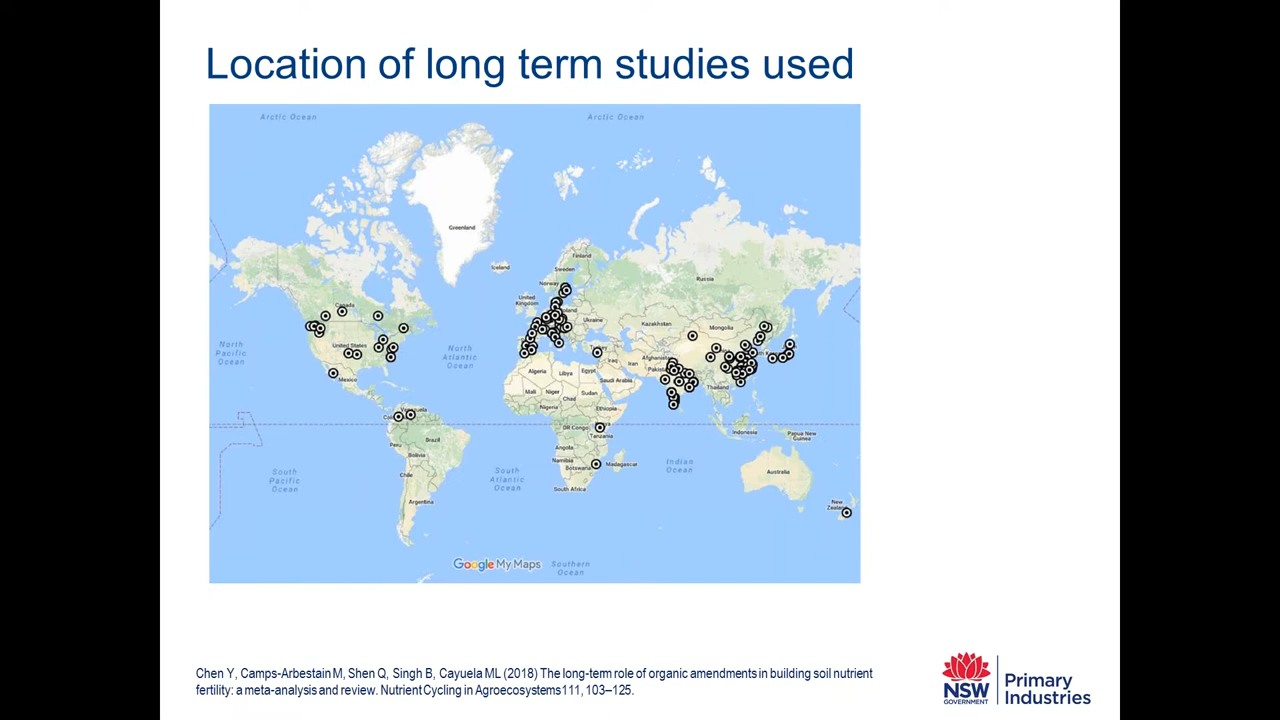 Location of long term studies used
Arctic Ocean
Arctic Ocean
Greenland
Iceland
Finland
Sweden
Norway
Russia
Canada
United
Kingdom
Ukraine
Kazakhstan
Mongolia
North
Pacific
Ocean
United States
North
Atlantic
Ocean
Afghanistan
Iraq
Iran
Pakistan
Algeria
Libya
Egypt
Saudi Arabia
Mexico
Mali
Niger
Chad
Sudan
Thailand
Nigeria
Ethiopia
Venezuela
DR Congo
Tanzania
Indonesia
Papua New
Guinea
Brazil
Peru
Angola
Bolivia
Namibia
Botswana
Madagascar
Indian
Ocean
Australia
South
Pacific
Ocean
Chile
South
Atlantic
Ocean
South Africa
Argentina
New
Zealand
Google My Maps
Southern
Ocean
Chen Y, Camps-Arbestain M, Shen Q, Singh B, Cayuela ML (2018) The long-term role of organic amendments in building soil nutrient
fertility: a meta-analysis and review. Nutrient Cycling in Agroecosystems 111, 103–125.
NSW
GOVERNMENT
Primary
Industries